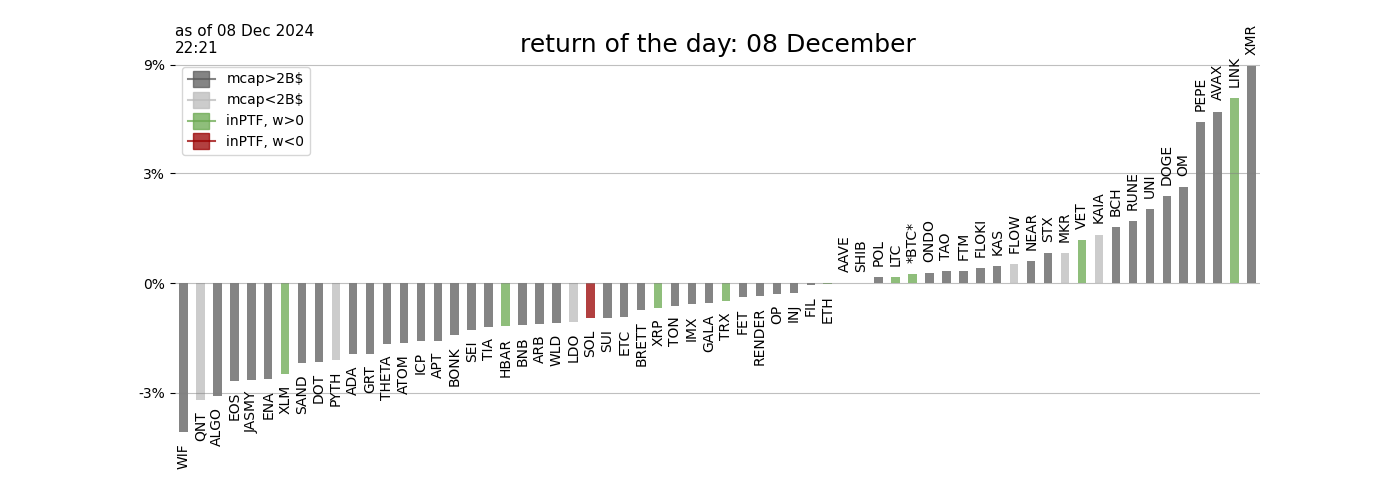 as of 08 Dec 2024
22:21
return of the day: 08 December
9%
3%
0%
-3%
mcap>2B$
mcap<2B$
inPTF, w>0
inPTF, w<0
WIF
QNT
ALGO
EOS
JASMY
ENA
XLM
SAND
DOT
PYTH
ADA
GRT
THETA
ATOM
ICP
APT
BONK
SEI
TIA
HBAR
BNB
ARB
WLD
LDO
SOL
SUI
ETC
BRETT
XRP
TON
IMX
GALA
TRX
FET
RENDER
OP
INJ
FIL
ETH
AAVE
SHIB
POL
LTC
*BTC*
ONDO
TAO
FTM
FLOKI
KAS
FLOW
NEAR
STX
MKR
VET
KAIA
BCH
RUNE
UNI
DOGE
OM
PEPE
AVAX
LINK
XMR